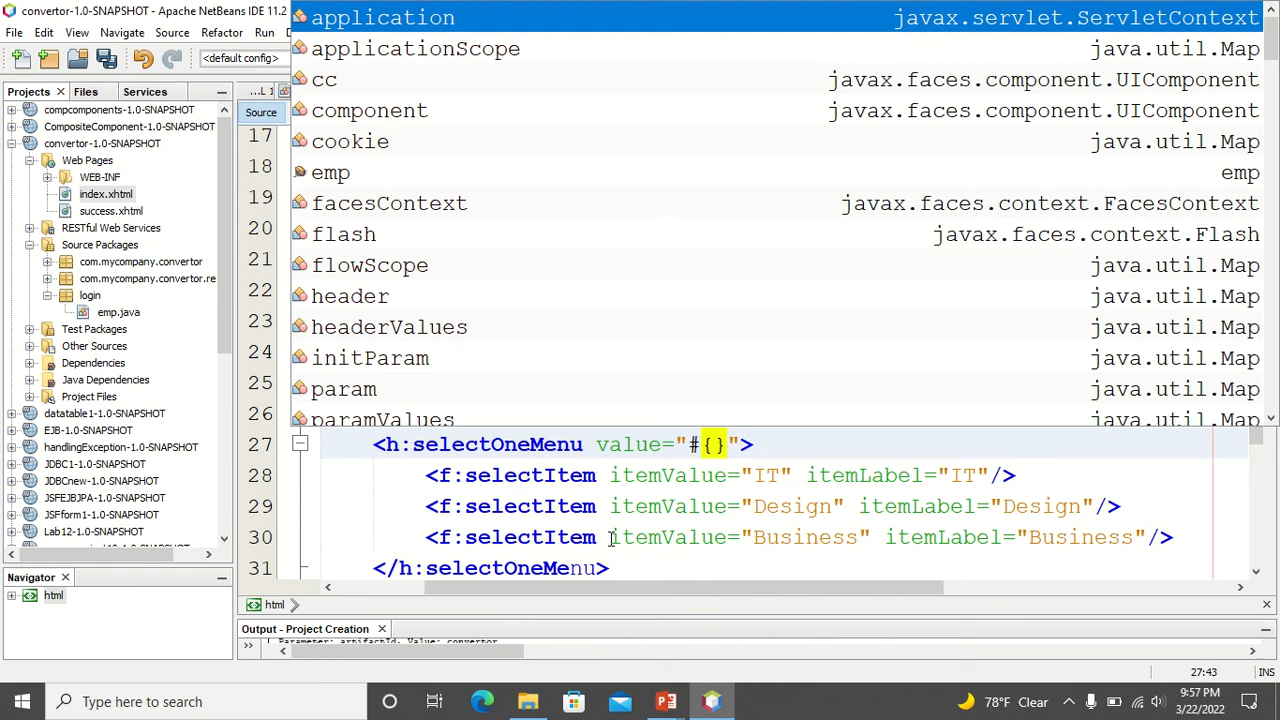 convertor-1.0-SNAPSHOT - Apache NetBeans IDE 11.2
File Edit View Navigate Source Refactor Run
<default config>
Projects Files Services
compcomponents-1.0-SNAPSHOT
CompositeComponent-1.0-SNAPSHOT
convertor-1.0-SNAPSHOT
Web Pages
WEB-INF
index.xhtml
success.xhtml
RESTful Web Services
Source Packages
com.mycompany.convertor
com.mycompany.convertor.re
login
emp.java
Test Packages
Other Sources
Dependencies
Java Dependencies
Project Files
datatable1-1.0-SNAPSHOT
EJB-1.0-SNAPSHOT
handlingException-1.0-SNAPSHOT
JDBC1-1.0-SNAPSHOT
JDBCnew-1.0-SNAPSHOT
JSFEJBJPA-1.0-SNAPSHOT
JSFform1-1.0-SNAPSHOT
Lab12-1.0-SNAPSHOT
Navigator
html
...L 1
Source
application javax.servlet.ServletContext
applicationScope java.util.Map
cc javax.faces.component.UIComponent
component javax.faces.component.UIComponent
cookie java.util.Map
emp emp
facesContext javax.faces.context.FacesContext
flash javax.faces.context.Flash
flowScope java.util.Map
header java.util.Map
headerValues java.util.Map
initParam java.util.Map
param java.util.Map
paramValues java.util.Map
17
18
19
20
21
22
23
24
25
26
27 <h:selectOneMenu value="#{}">
28 <f:selectItem itemValue="IT" itemLabel="IT"/>
29 <f:selectItem itemValue="Design" itemLabel="Design"/>
30 <f:selectItem itemValue="Business" itemLabel="Business"/>
31 </h:selectOneMenu>
html
Output - Project Creation
Parameter: artifactId, Value: convertor
27:43 INS
Type here to search
78°F Clear
9:57 PM
3/22/2022